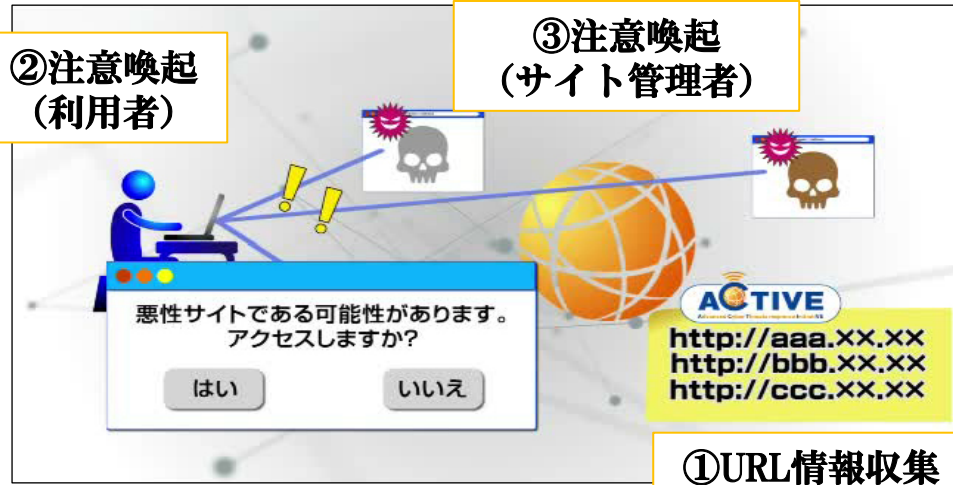 ②注意喚起
(利用者)
③注意喚起
(サイト管理者)
悪性サイトである可能性があります。
アクセスしますか?
はい
いいえ
ACTIVE
http://aaa.××.××
http://bbb.××.××
http://ccc.××.××
①URL情報収集